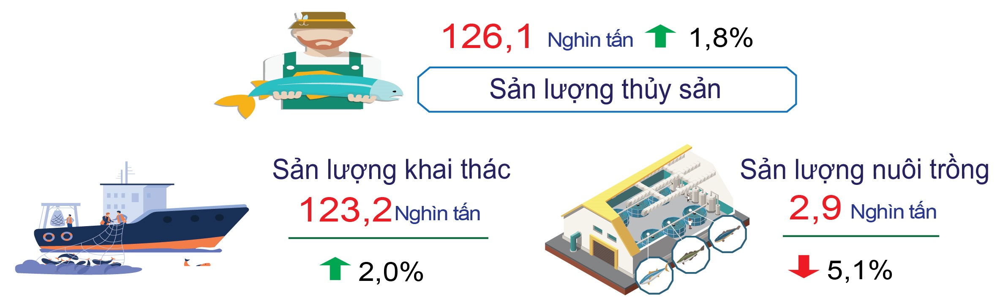 126,1 Nghìn tấn 1,8%
Sản lượng thủy sản
Sản lượng khai thác
123,2 Nghìn tấn
2,0%
Sản lượng nuôi trồng
2,9 Nghìn tấn
5,1%